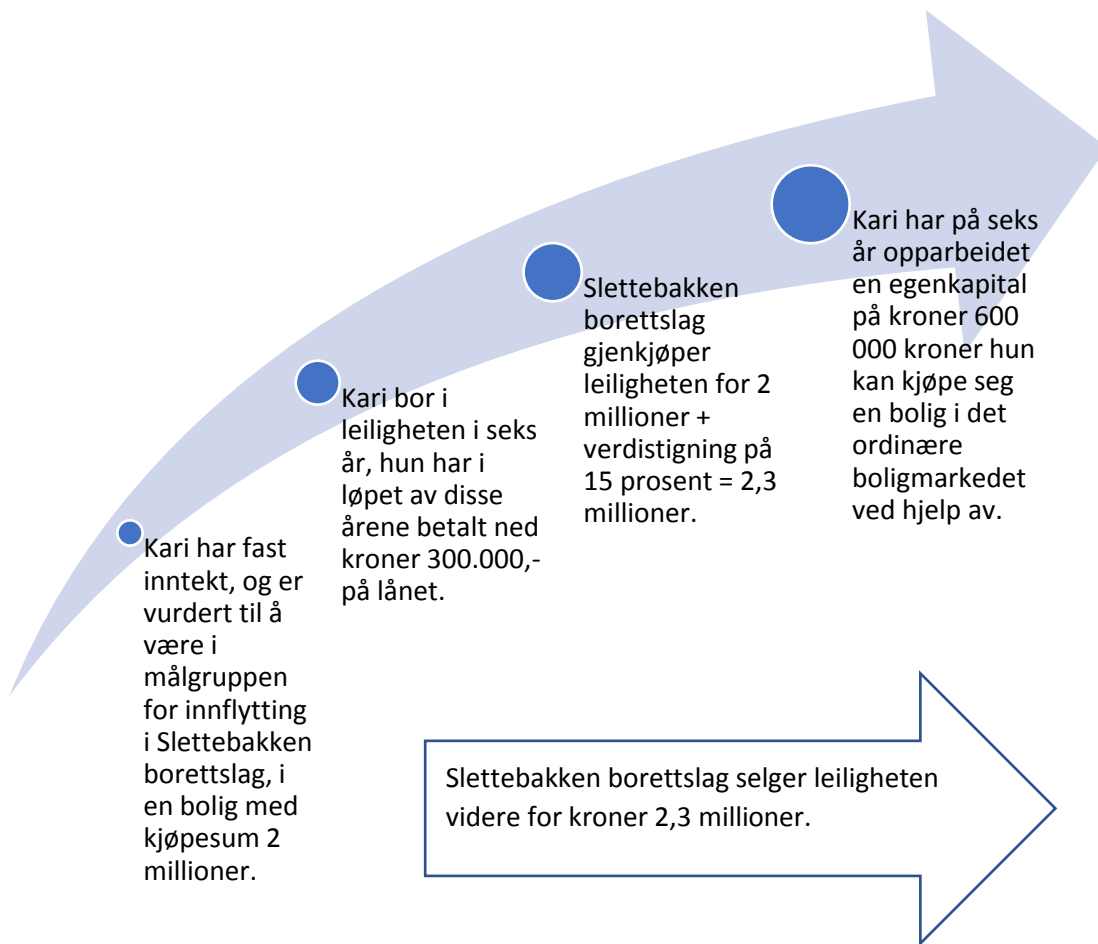 Kari har fast
inntekt, og er
vurdert til å
være i
målgruppen
for innflytting
i Slettebakken
borettslag, i
en bolig med
kjøpesum 2
millioner.
Kari bor i
leiligheten i seks
år, hun har i
løpet av disse
årene betalt ned
kroner 300.000,-
på lånet.
Slettebakken
borettslag
gjenkjøper
leiligheten for 2
millioner +
verdistigning på
15 prosent = 2,3
millioner.
Kari har på seks
år opparbeidet
en egenkapital
på kroner 600
000 kroner hun
kan kjøpe seg
en bolig i det
ordinære
boligmarkedet
ved hjelp av.
Slettebakken borettslag selger leiligheten
videre for kroner 2,3 millioner.